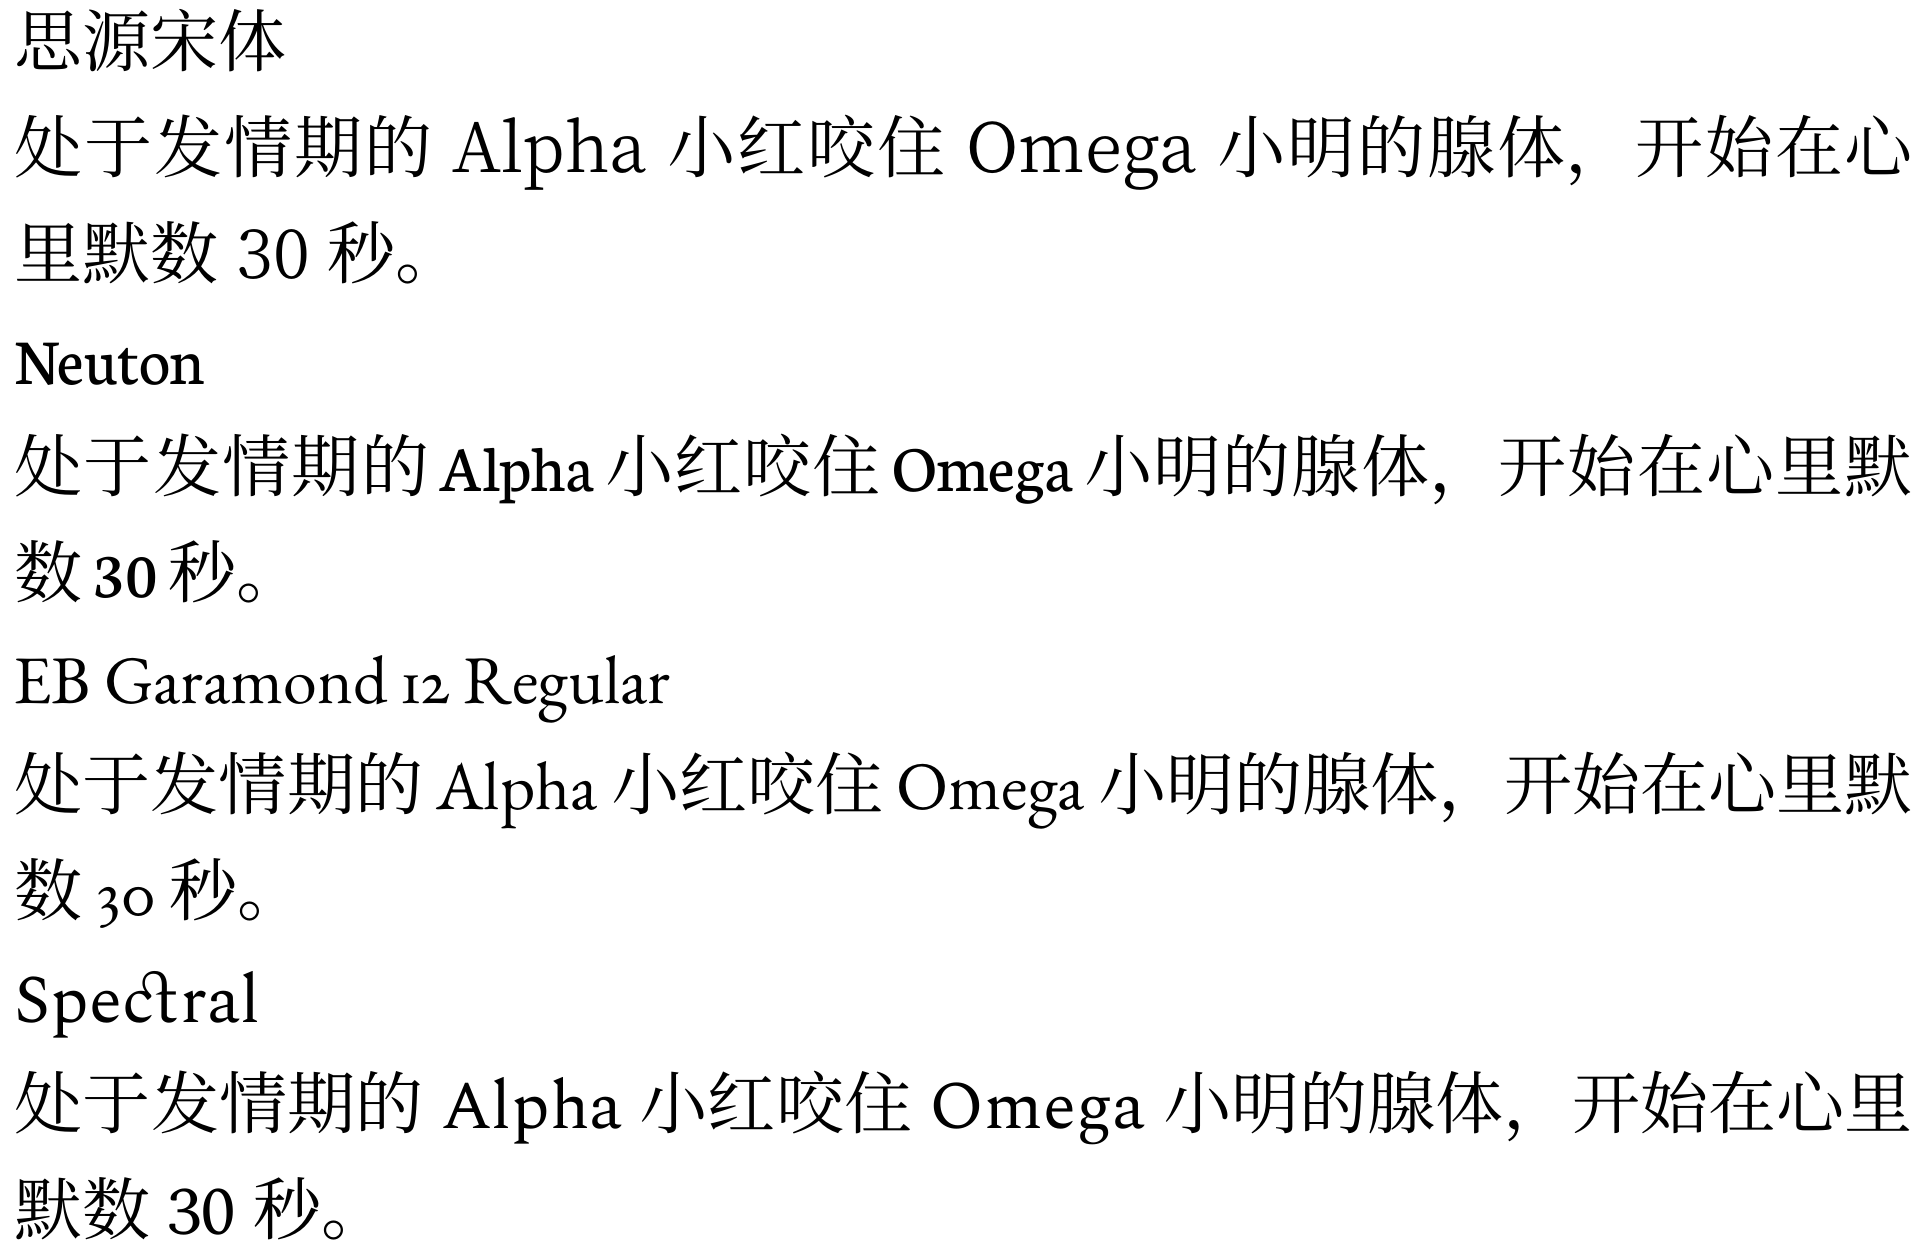 思源宋体
处于发情期的 Alpha 小红咬住 Omega 小明的腺体，开始在心
里默数 30 秒。
Neuton
处于发情期的 Alpha 小红咬住 Omega 小明的腺体，开始在心里默
数 30 秒。
EB Garamond 12 Regular
处于发情期的 Alpha 小红咬住 Omega 小明的腺体，开始在心里默
数 30 秒。
Spectral
处于发情期的 Alpha 小红咬住 Omega 小明的腺体，开始在心里
默数 30 秒。